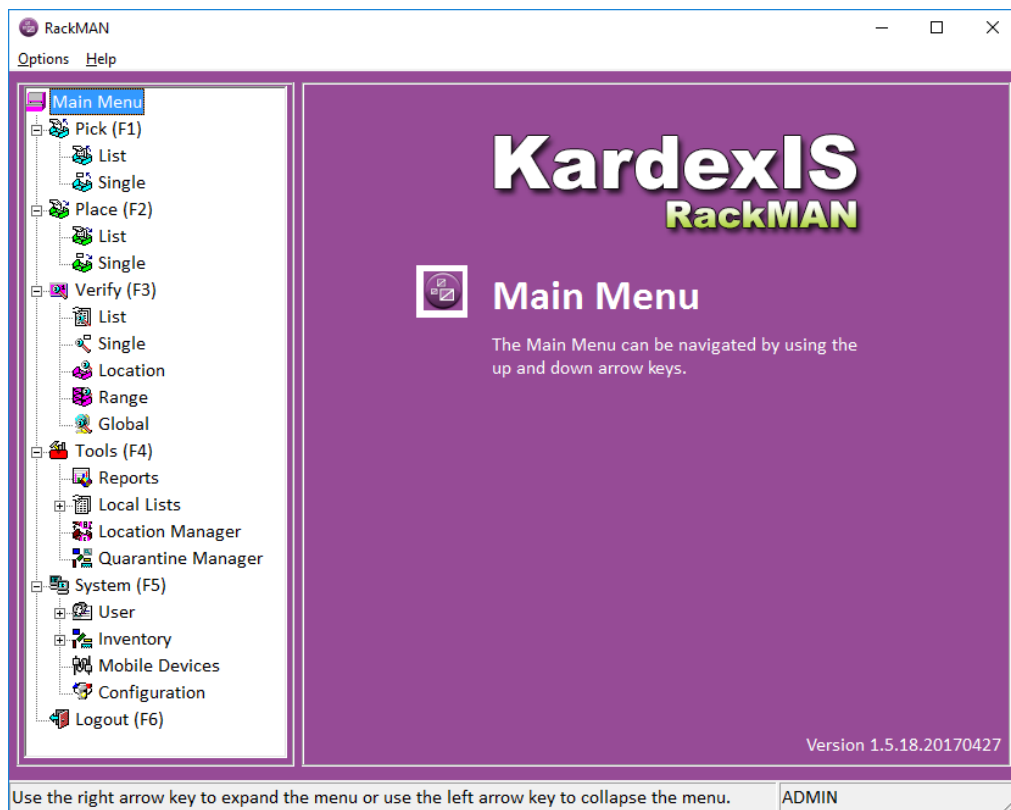 RackMAN
Options Help
Main Menu
Pick (F1)
List
Single
Place (F2)
List
Single
Verify (F3)
List
Single
Location
Range
Global
Tools (F4)
Reports
Local Lists
Location Manager
Quarantine Manager
System (F5)
User
Inventory
Mobile Devices
Configuration
Logout (F6)
KardexIS
RackMAN
Main Menu
The Main Menu can be navigated by using the
up and down arrow keys.
Version 1.5.18.20170427
Use the right arrow key to expand the menu or use the left arrow key to collapse the menu.
ADMIN